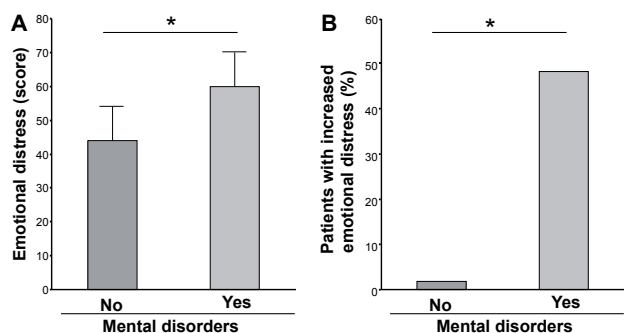 A
Emotional distress (score)
80
70
60
50
40
30
20
10
0
*
No
Yes
Mental disorders
B
Patients with increased
emotional distress (%)
60
50
40
30
20
10
0
*
No
Yes
Mental disorders